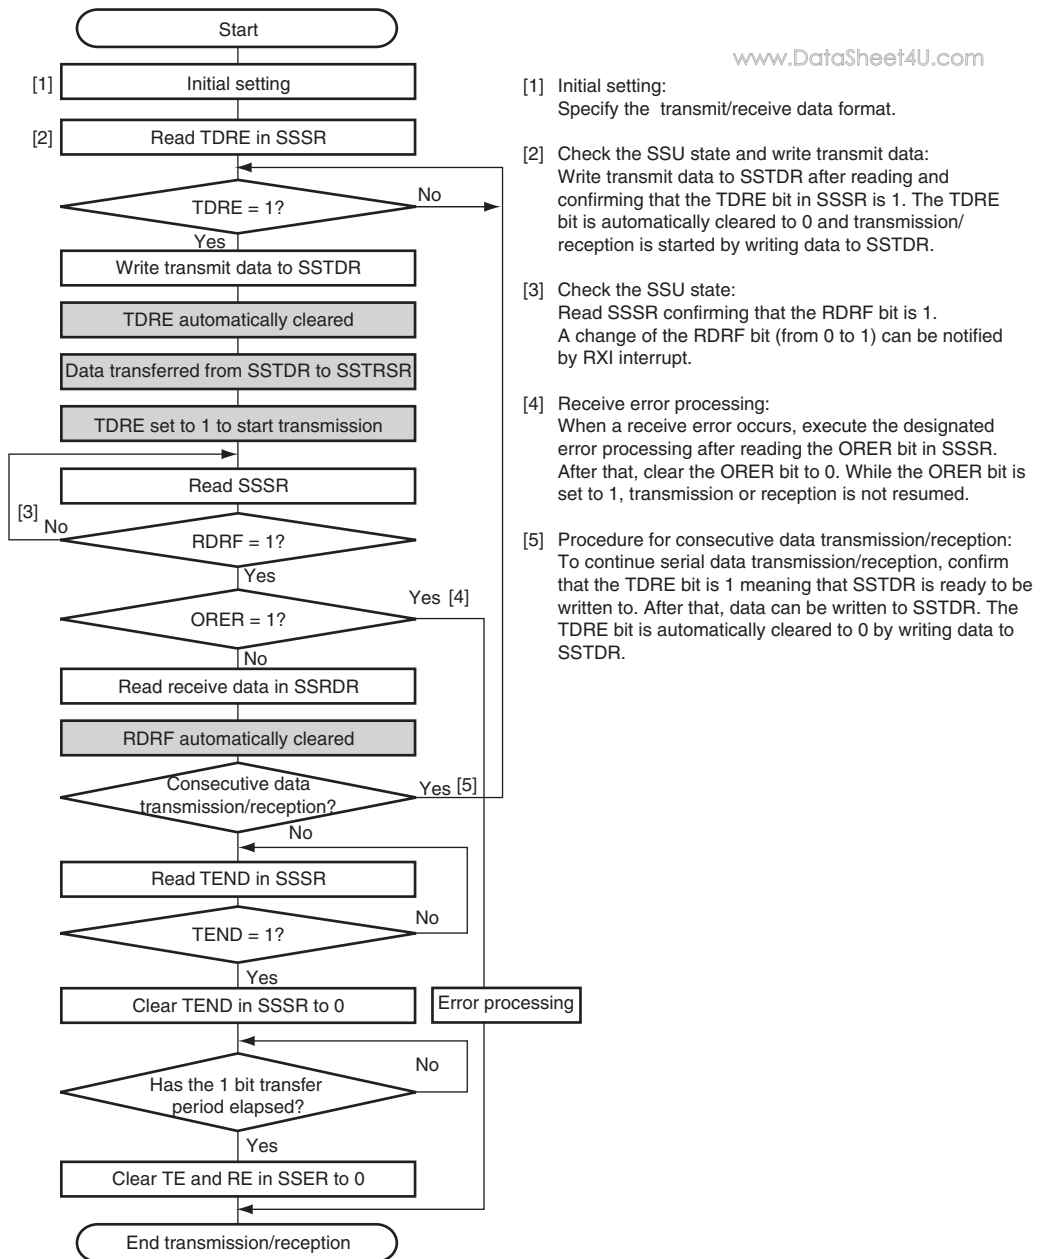 Start
www.DataSheet4U.com
[1] Initial setting
[2] Read TDRE in SSSR
TDRE = 1?
No
Yes
Write transmit data to SSTDR
TDRE automatically cleared
Data transferred from SSTDR to SSTRSR
TDRE set to 1 to start transmission
Read SSSR
[3]
No
RDRF = 1?
Yes
Yes [4]
ORER = 1?
No
Read receive data in SSRDR
RDRF automatically cleared
Consecutive data
transmission/reception?
Yes [5]
No
Read TEND in SSSR
No
TEND = 1?
Yes
Clear TEND in SSSR to 0
Error processing
No
Has the 1 bit transfer
period elapsed?
Yes
Clear TE and RE in SSER to 0
End transmission/reception
[1] Initial setting:
Specify the transmit/receive data format.
[2] Check the SSU state and write transmit data:
Write transmit data to SSTDR after reading and
confirming that the TDRE bit in SSSR is 1. The TDRE
bit is automatically cleared to 0 and transmission/
reception is started by writing data to SSTDR.
[3] Check the SSU state:
Read SSSR confirming that the RDRF bit is 1.
A change of the RDRF bit (from 0 to 1) can be notified
by RXI interrupt.
[4] Receive error processing:
When a receive error occurs, execute the designated
error processing after reading the ORER bit in SSSR.
After that, clear the ORER bit to 0. While the ORER bit is
set to 1, transmission or reception is not resumed.
[5] Procedure for consecutive data transmission/reception:
To continue serial data transmission/reception, confirm
that the TDRE bit is 1 meaning that SSTDR is ready to be
written to. After that, data can be written to SSTDR. The
TDRE bit is automatically cleared to 0 by writing data to
SSTDR.